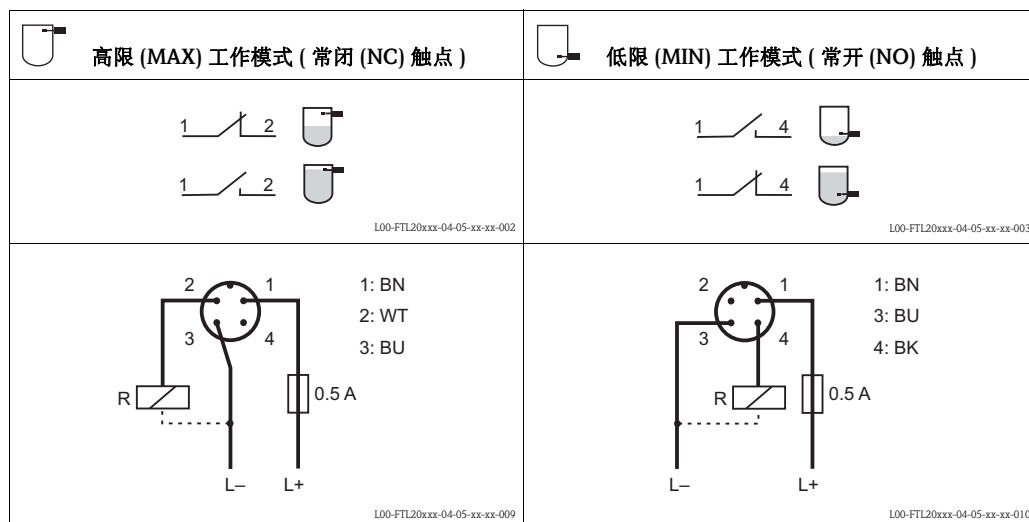 高限 (MAX) 工作模式 ( 常闭 (NC) 触点 )
低限 (MIN) 工作模式 ( 常开 (NO) 触点 )
1 2
1 2
L00-FTL20xxx-04-05-xx-xx-002
1 4
1 4
L00-FTL20xxx-04-05-xx-xx-003
2 1
3 4
1: BN
2: WT
3: BU
R
0.5 A
L– L+
L00-FTL20xxx-04-05-xx-xx-009
2 1
3 4
1: BN
3: BU
4: BK
R
0.5 A
L– L+
L00-FTL20xxx-04-05-xx-xx-010